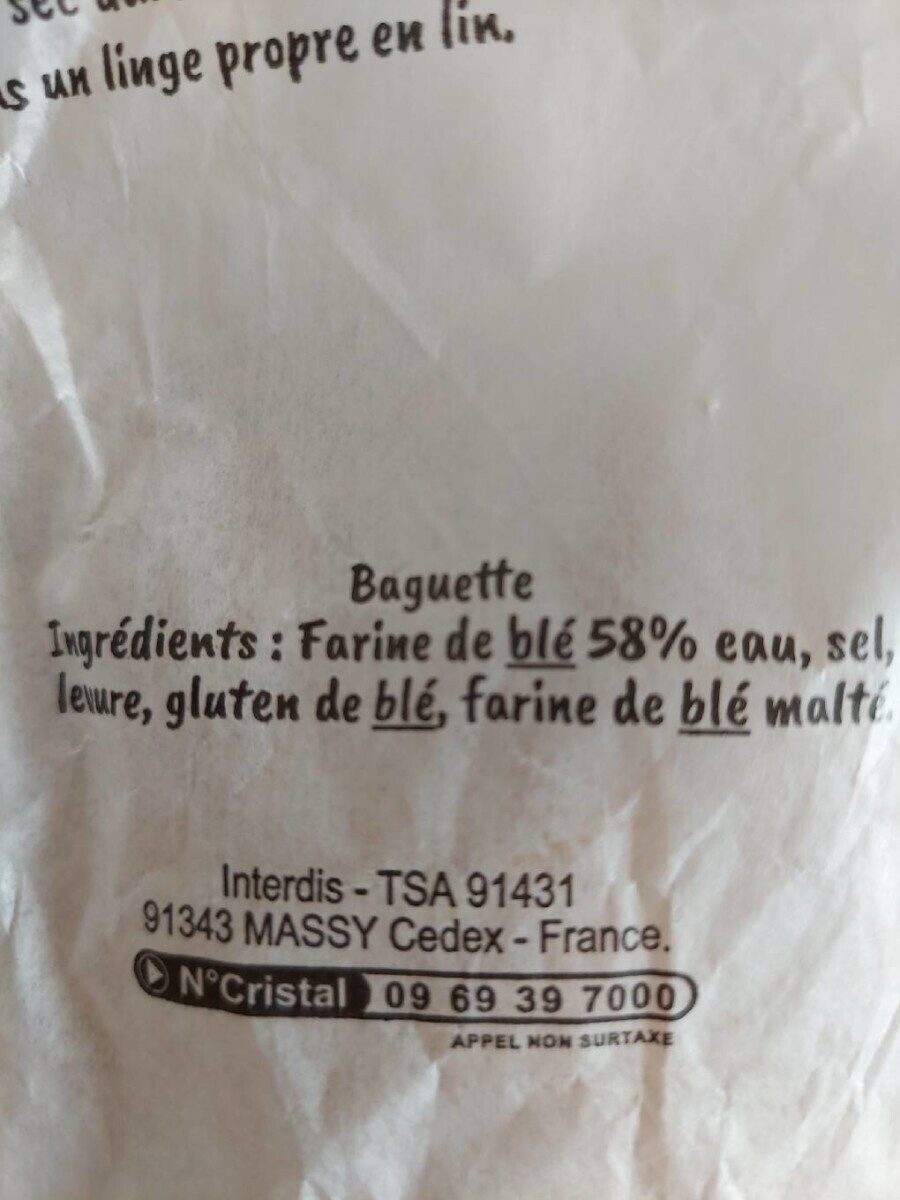 un linge propre en lin.
Baguette
Ingrédients : Farine de blé 58% eau, sel,
levure, gluten de blé, farine de blé malté.
Interdis - TSA 91431
91343 MASSY Cedex - France.
N°Cristal 09 69 39 7000
APPEL NON SURTAXE